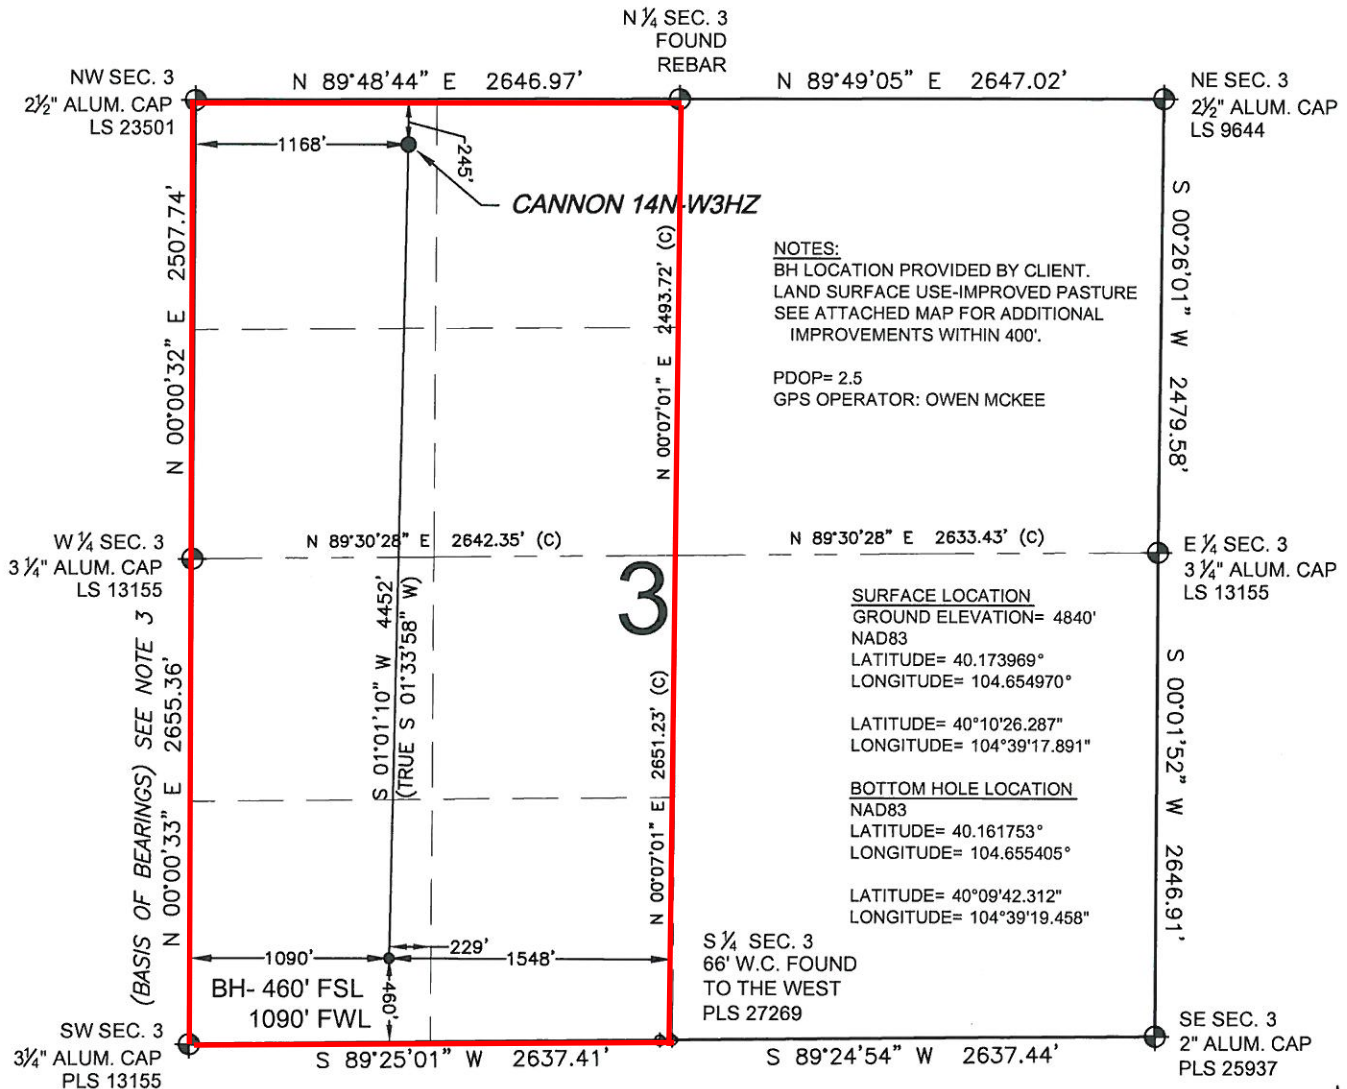 N ¼ SEC. 3
FOUND
REBAR
NW SEC. 3
2½" ALUM. CAP
LS 23501
N 89°48'44" E 2646.97'
N 89°49'05" E 2647.02'
NE SEC. 3
2½" ALUM. CAP
LS 9644
1168'
245'
CANNON 14N-W3HZ
N 00°00'32" E 2507.74'
N 00°07'01" E 2493.72' (C)
S 00°26'01" W 2479.58'
NOTES:
BH LOCATION PROVIDED BY CLIENT.
LAND SURFACE USE-IMPROVED PASTURE
SEE ATTACHED MAP FOR ADDITIONAL
IMPROVEMENTS WITHIN 400'.
PDOP= 2.5
GPS OPERATOR: OWEN MCKEE
W ¼ SEC. 3
3 ¼" ALUM. CAP
LS 13155
N 89°30'28" E 2642.35' (C)
N 89°30'28" E 2633.43' (C)
E ¼ SEC. 3
3 ¼" ALUM. CAP
LS 13155
3
S 01°01'10" W 4452'
(TRUE S 01°33'58" W)
SURFACE LOCATION
GROUND ELEVATION= 4840'
NAD83
LATITUDE= 40.173969°
LONGITUDE= 104.654970°
LATITUDE= 40°10'26.287"
LONGITUDE= 104°39'17.891"
BOTTOM HOLE LOCATION
NAD83
LATITUDE= 40.161753°
LONGITUDE= 104.655405°
LATITUDE= 40°09'42.312"
LONGITUDE= 104°39'19.458"
(BASIS OF BEARINGS) SEE NOTE 3
N 00°00'33" E 2655.36'
N 00°07'01" E 2651.23' (C)
S 00°01'52" W 2646.91'
1090'
229'
1548'
460'
BH- 460' FSL
1090' FWL
S ¼ SEC. 3
66' W.C. FOUND
TO THE WEST
PLS 27269
SW SEC. 3
3¼" ALUM. CAP
PLS 13155
S 89°25'01" W 2637.41'
S 89°24'54" W 2637.44'
SE SEC. 3
2" ALUM. CAP
PLS 25937